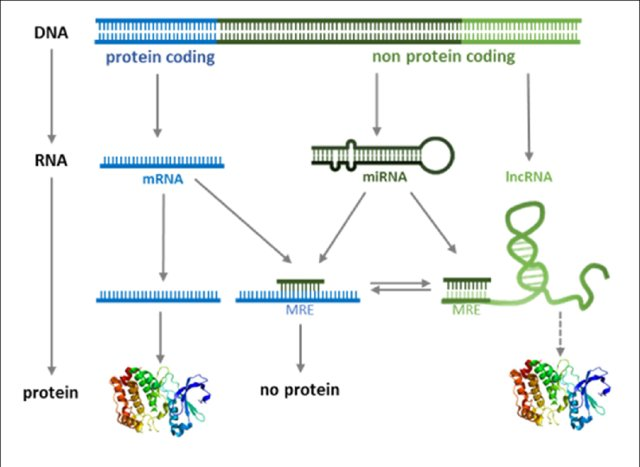 DNA
protein coding
non protein coding
RNA
mRNA
miRNA
lncRNA
MRE
MRE
protein
no protein